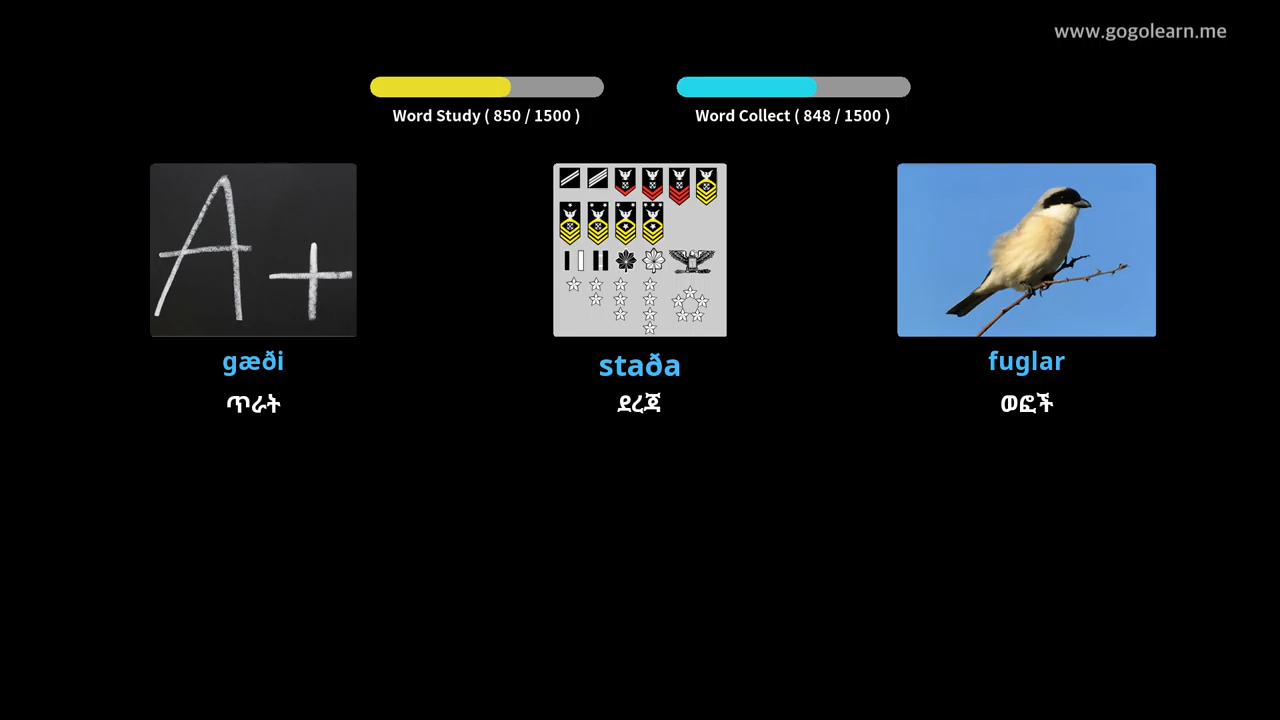 www.gogolearn.me
Word Study ( 850 / 1500 )
Word Collect ( 848 / 1500 )
A+
gæði
staða
fuglar
ጥራት
ደረጃ
ወፎች